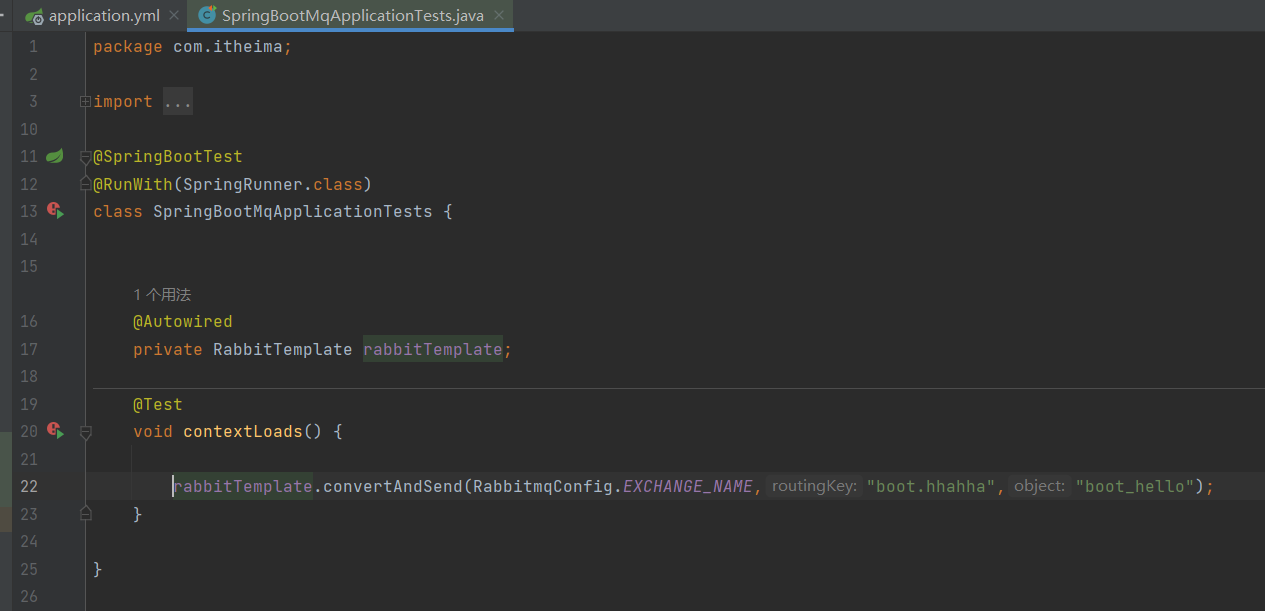 application.yml
SpringBootMqApplicationTests.java
1 package com.itheima;
2
3 import ...
10
11 @SpringBootTest
12 @RunWith(SpringRunner.class)
13 class SpringBootMqApplicationTests {
14
15
1 个用法
16 @Autowired
17 private RabbitTemplate rabbitTemplate;
18
19 @Test
20 void contextLoads() {
21
22 rabbitTemplate.convertAndSend(RabbitmqConfig.EXCHANGE_NAME, routingKey: "boot.hhahha", object: "boot_hello");
23 }
24
25 }
26